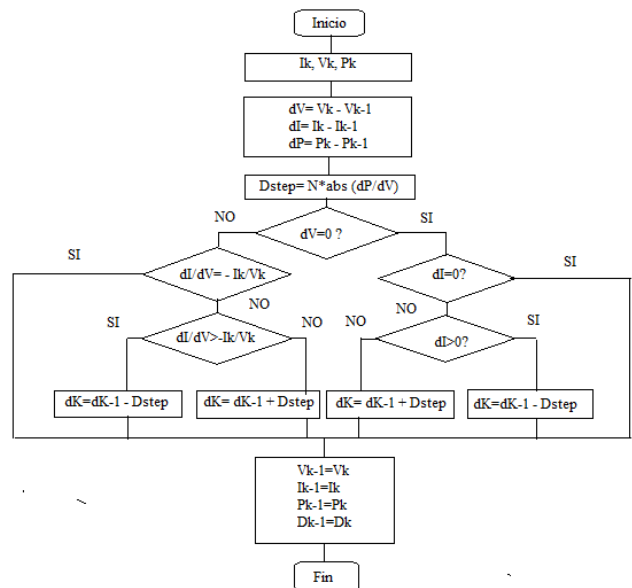 Inicio
Ik, Vk, Pk
dV= Vk - Vk-1
dI= Ik - Ik-1
dP= Pk - Pk-1
Dstep= N*abs (dP/dV)
NO
SI
dV=0 ?
SI
dI/dV= - Ik/Vk
dI=0?
SI
NO
NO
SI
dI/dV>-Ik/Vk
NO
NO
dI>0?
SI
dK=dK-1 - Dstep
dK= dK-1 + Dstep
dK= dK-1 + Dstep
dK=dK-1 - Dstep
Vk-1=Vk
Ik-1=Ik
Pk-1=Pk
Dk-1=Dk
Fin